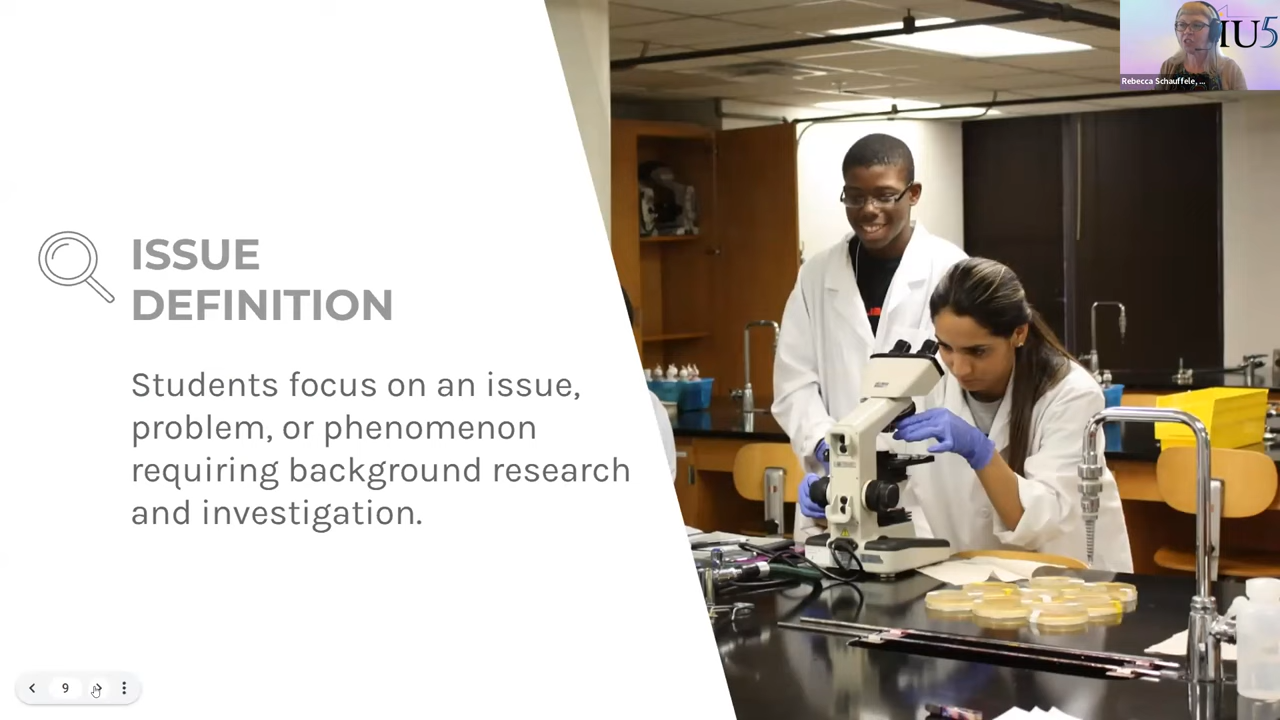 IU5
Rebecca Schauffele, ...
ISSUE
DEFINITION
Students focus on an issue,
problem, or phenomenon
requiring background research
and investigation.
9